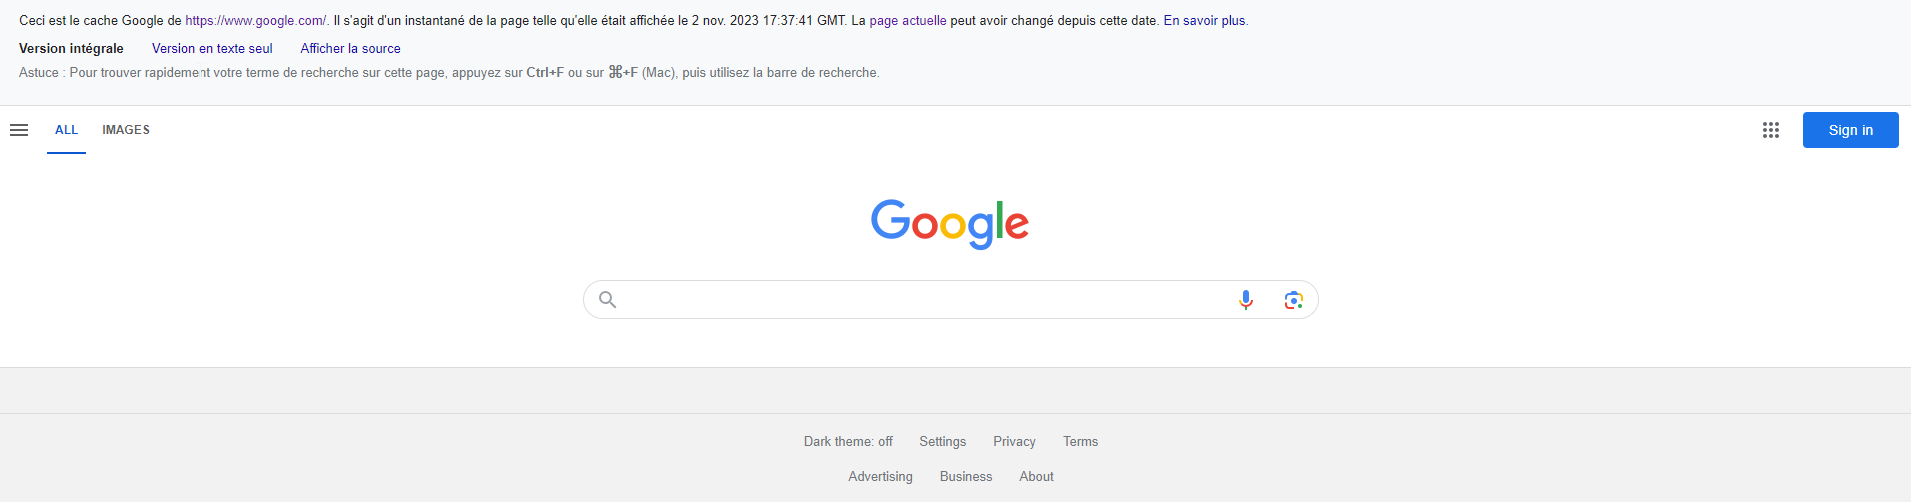 Ceci est le cache Google de https://www.google.com/. Il s'agit d'un instantané de la page telle qu'elle était affichée le 2 nov. 2023 17:37:41 GMT. La page actuelle peut avoir changé depuis cette date. En savoir plus.
Version intégrale Version en texte seul Afficher la source
Astuce : Pour trouver rapidement votre terme de recherche sur cette page, appuyez sur Ctrl+F ou sur ⌘+F (Mac), puis utilisez la barre de recherche.
ALL IMAGES Sign in
Google
Dark theme: off Settings Privacy Terms
Advertising Business About